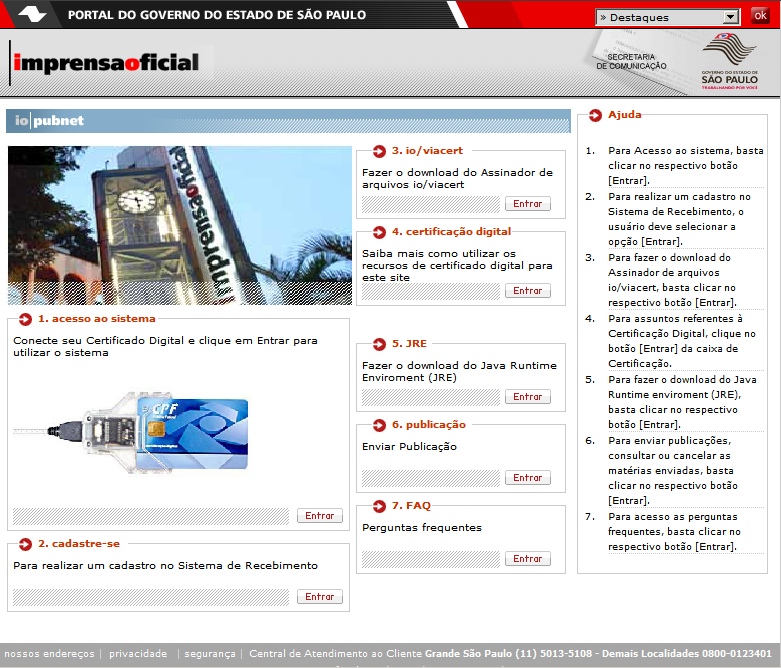 PORTAL DO GOVERNO DO ESTADO DE SÃO PAULO
» Destaques
ok
imprensaoficial
SECRETARIA
DE COMUNICAÇÃO
GOVERNO DO ESTADO DE
SÃO PAULO
TRABALHANDO POR VOCÊ
io pubnet
imprensaoficial
1. acesso ao sistema
Conecte seu Certificado Digital e clique em Entrar para
utilizar o sistema
CPF
Entrar
2. cadastre-se
Para realizar um cadastro no Sistema de Recebimento
Entrar
3. io/viacert
Fazer o download do Assinador de
arquivos io/viacert
Entrar
4. certificação digital
Saiba mais como utilizar os
recursos de certificado digital para
este site
Entrar
5. JRE
Fazer o download do Java Runtime
Enviroment (JRE)
Entrar
6. publicação
Enviar Publicação
Entrar
7. FAQ
Perguntas frequentes
Entrar
Ajuda
1. Para Acesso ao sistema, basta
clicar no respectivo botão
[Entrar].
2. Para realizar um cadastro no
Sistema de Recebimento, o
usuário deve selecionar a
opção [Entrar].
3. Para fazer o download do
Assinador de arquivos
io/viacert, basta clicar no
respectivo botão [Entrar].
4. Para assuntos referentes à
Certificação Digital, clique no
botão [Entrar] da caixa de
Certificação.
5. Para fazer o download do Java
Runtime enviroment (JRE),
basta clicar no respectivo
botão [Entrar].
6. Para enviar publicações,
consultar ou cancelar as
matérias enviadas, basta
clicar no respectivo botão
[Entrar].
7. Para acesso as perguntas
frequentes, basta clicar no
respectivo botão [Entrar].
nossos endereços | privacidade | segurança | Central de Atendimento ao Cliente Grande São Paulo (11) 5013-5108 - Demais Localidades 0800-0123401